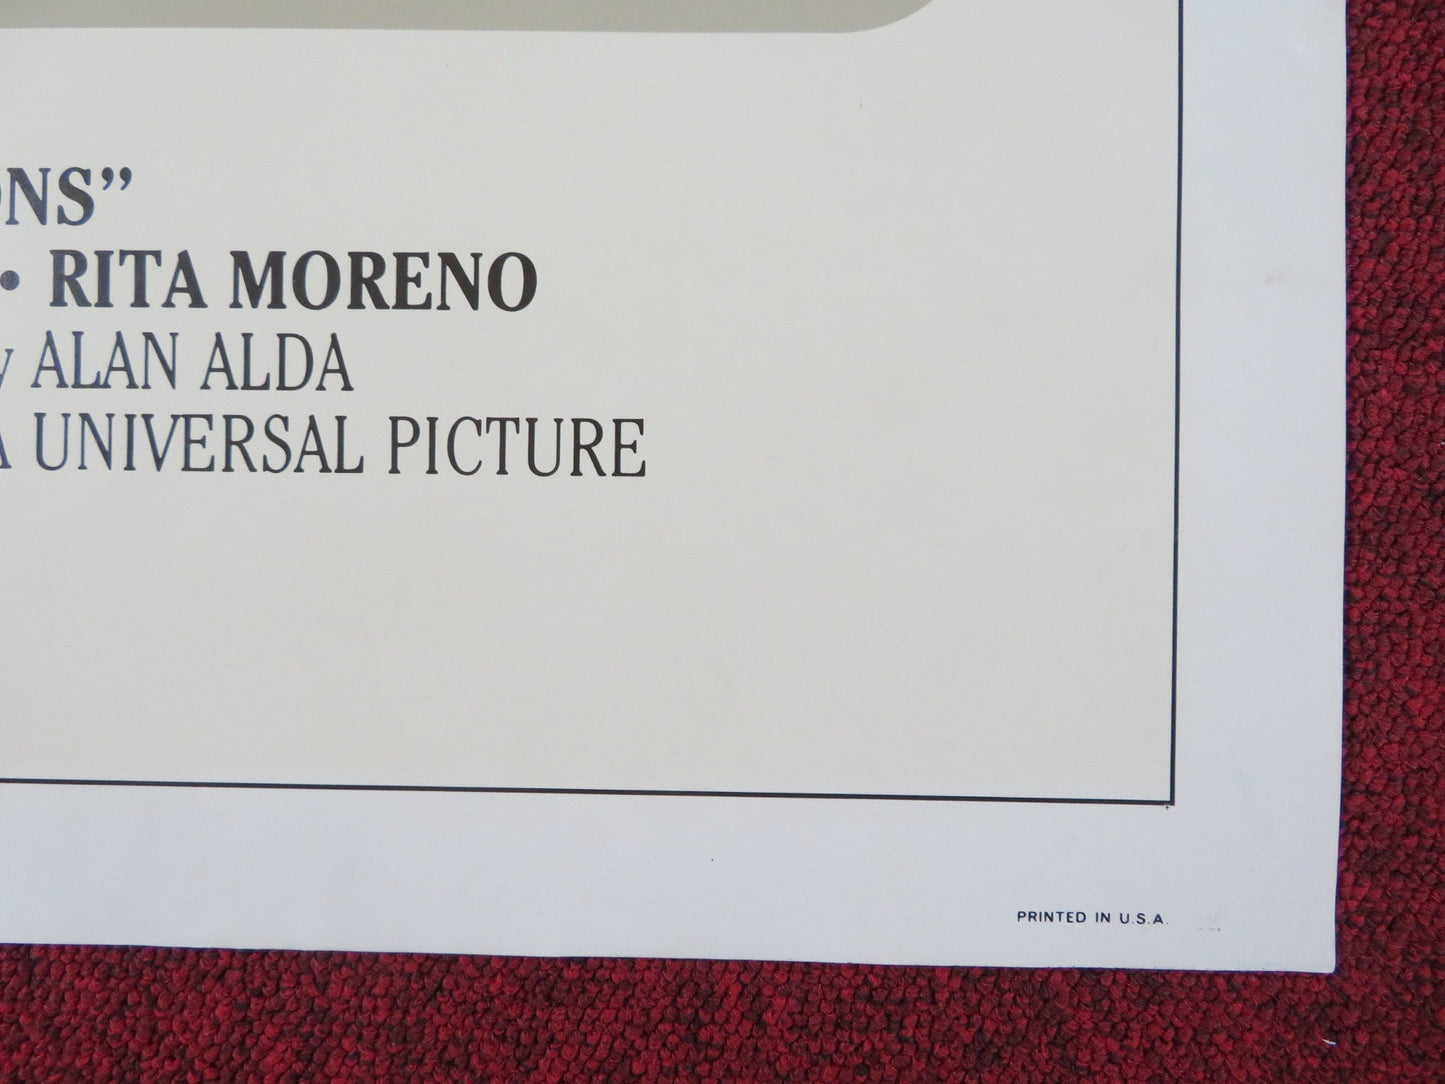 ONS”
• RITA MORENO
y ALAN ALDA
A UNIVERSAL PICTURE
PRINTED IN U.S.A.